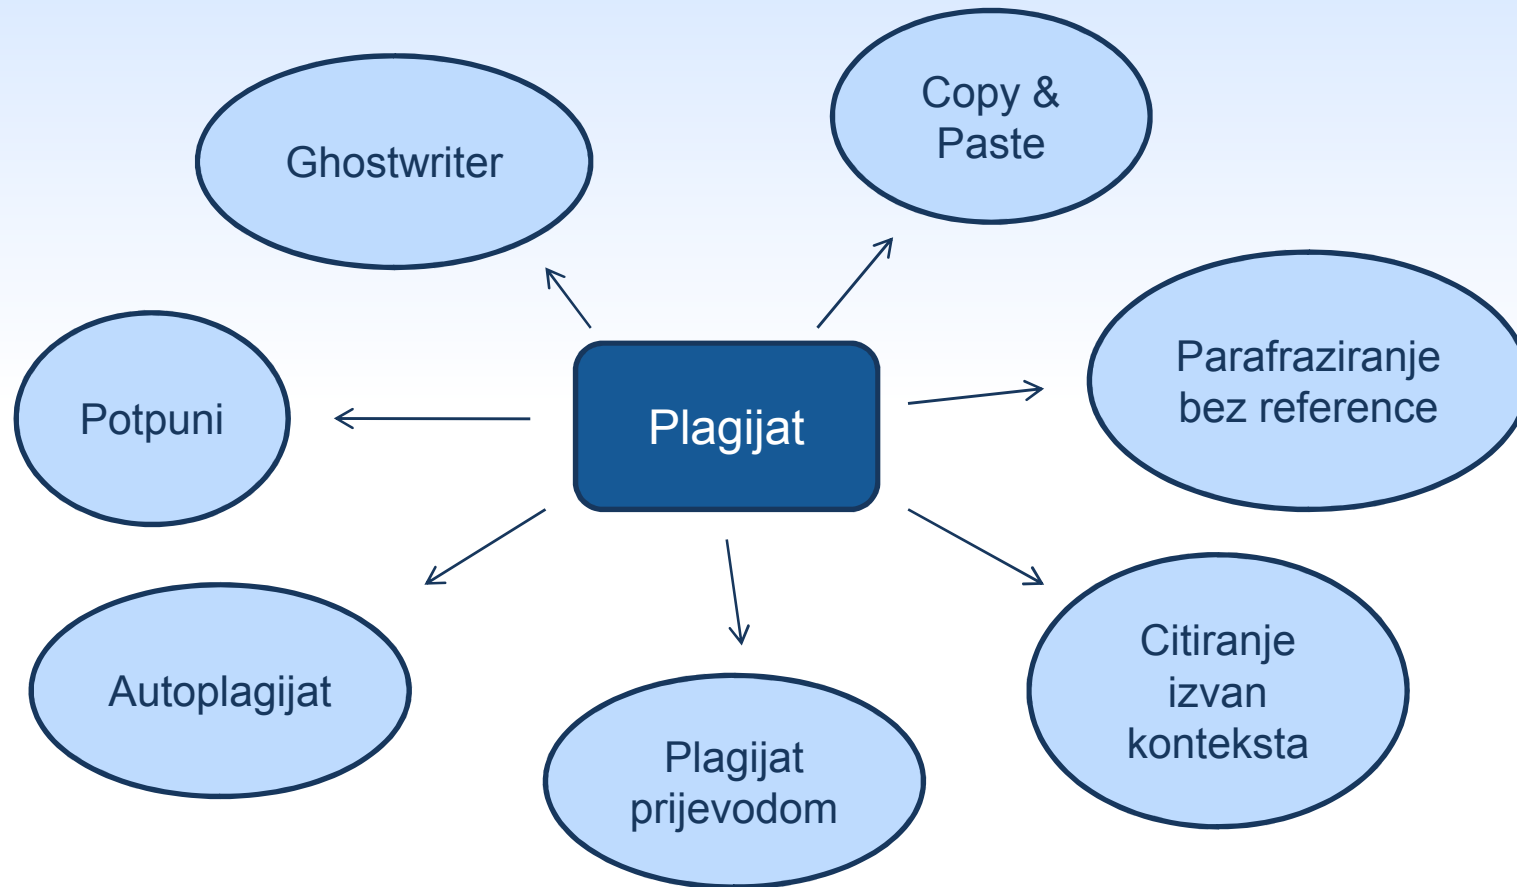 Ghostwriter
Copy &
Paste
Parafraziranje
bez reference
Potpuni
Plagijat
Autoplagijat
Citiranje
izvan
konteksta
Plagijat
prijevodom